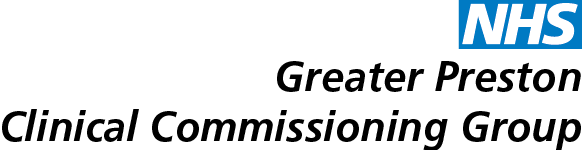 NHS
Greater Preston
Clinical Commissioning Group